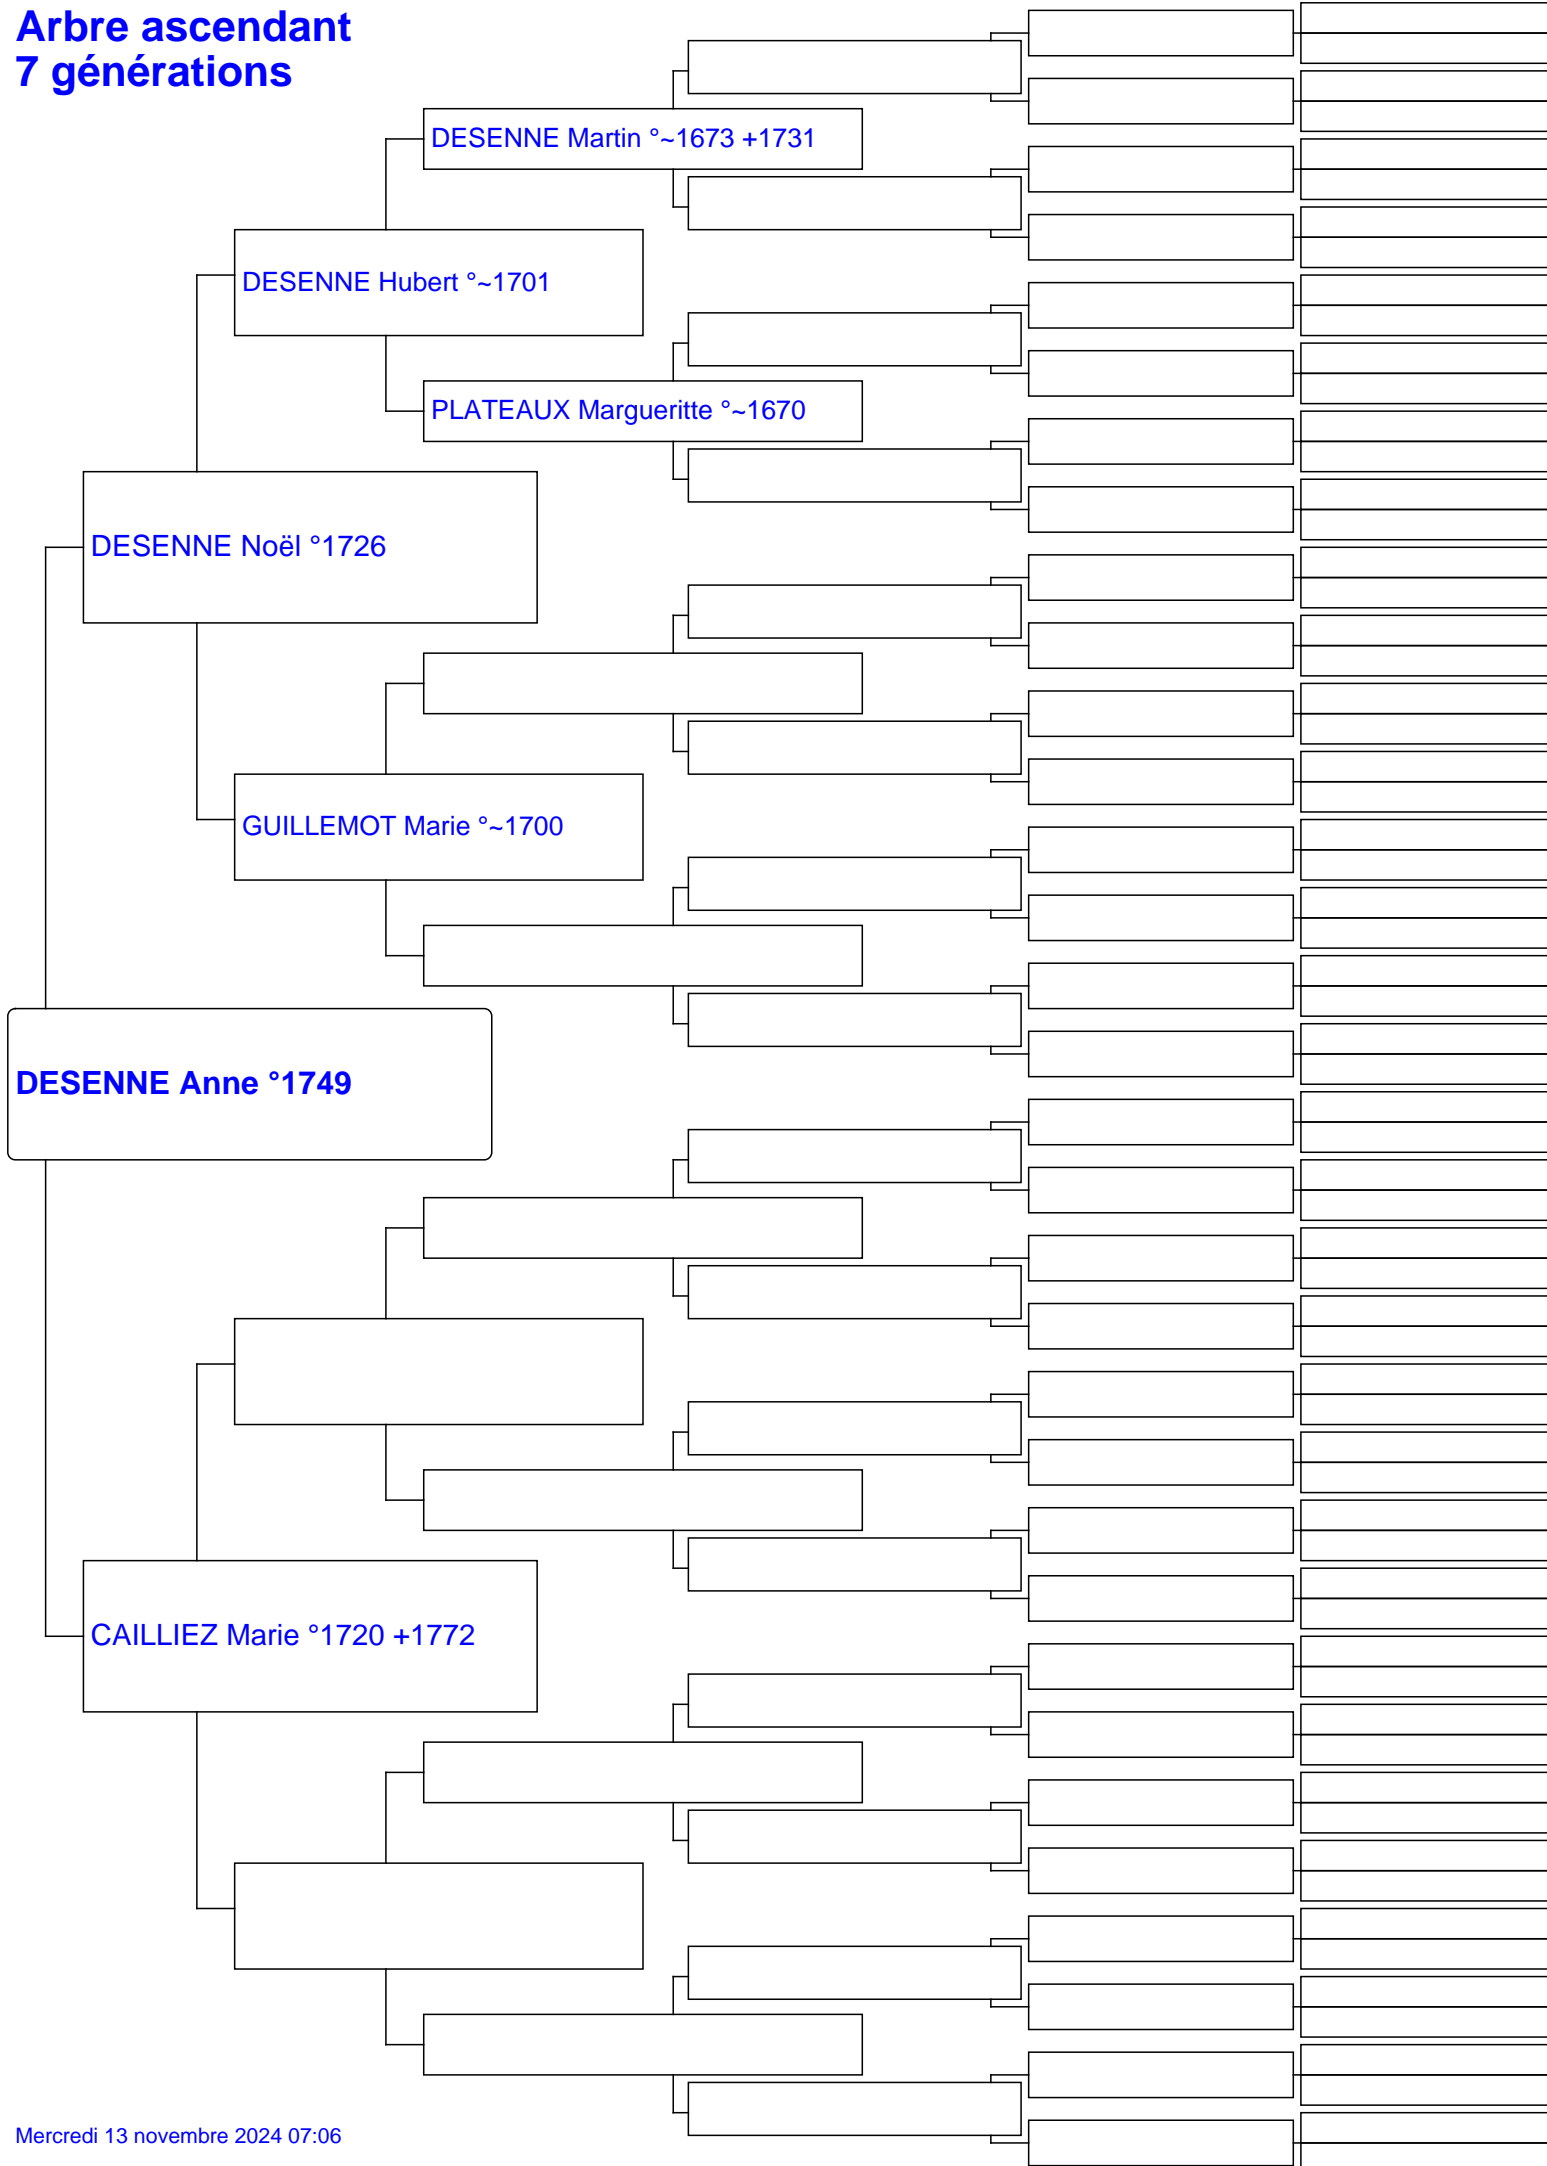 Arbre ascendant
7 générations
DESENNE Martin °~1673 +1731
DESENNE Hubert °~1701
PLATEAUX Margueritte °~1670
DESENNE Noël °1726
GUILLEMOT Marie °~1700
DESENNE Anne °1749
CAILLIEZ Marie °1720 +1772
Mercredi 13 novembre 2024 07:06